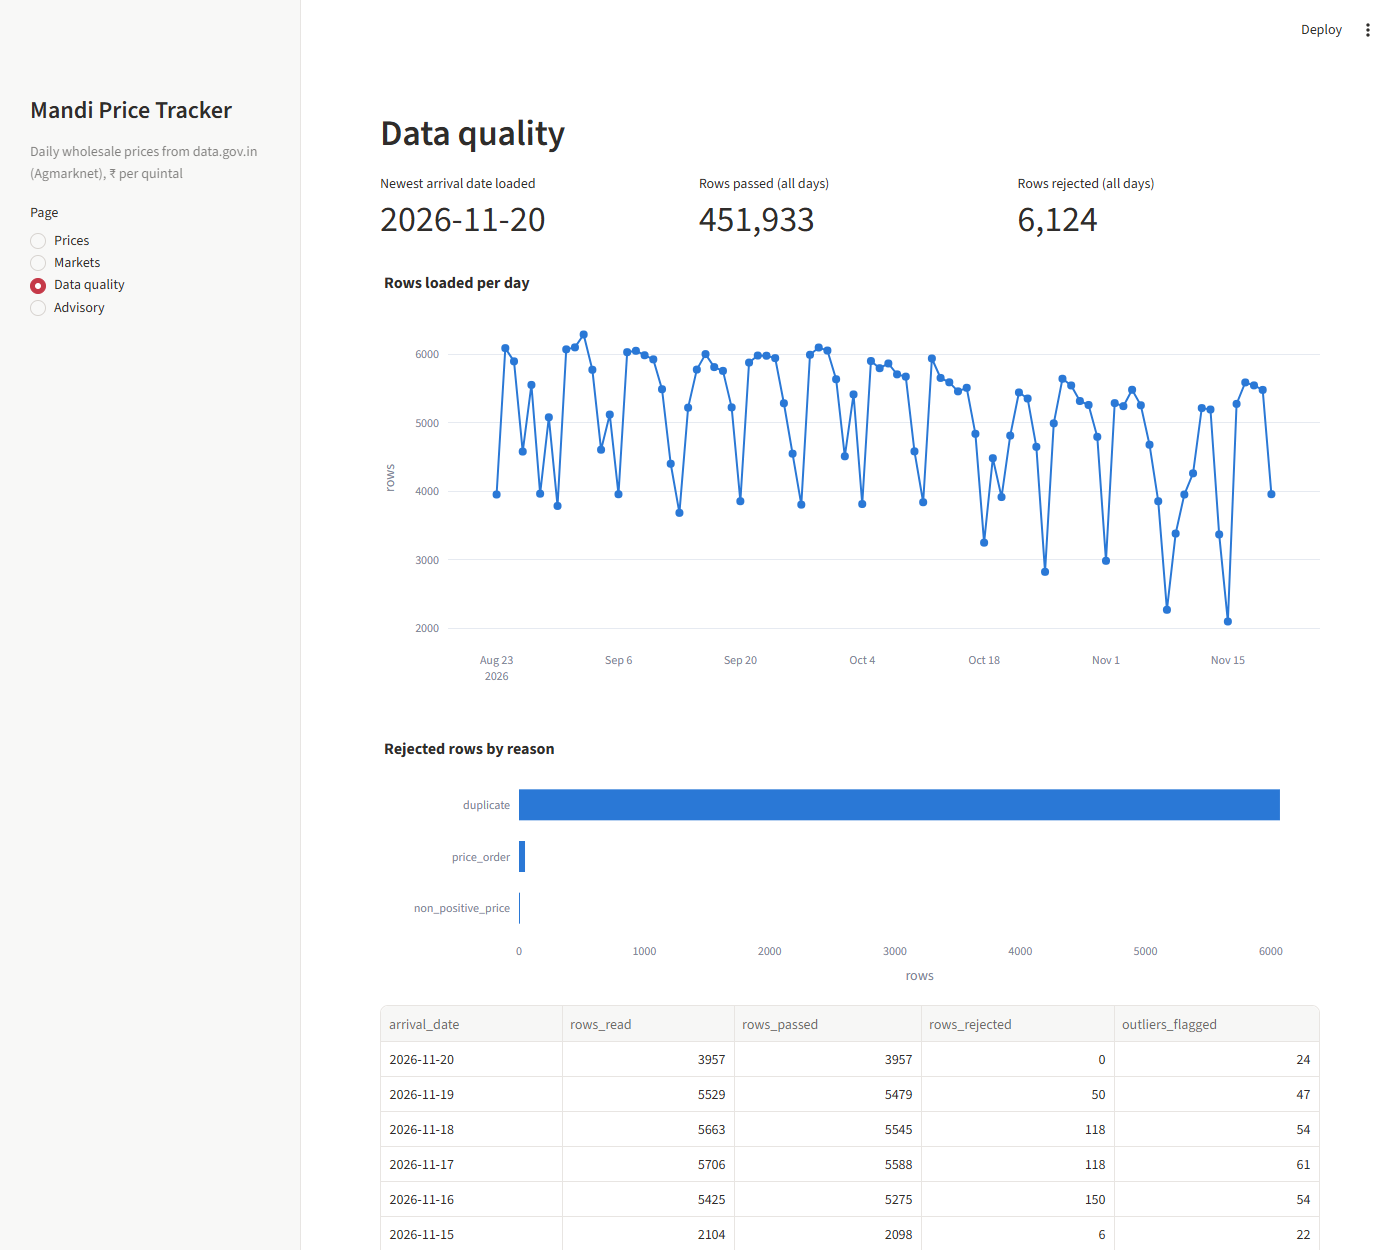 Deploy
Mandi Price Tracker
Daily wholesale prices from data.gov.in
(Agmarknet), ₹ per quintal
Page
Prices
Markets
Data quality
Advisory
Data quality
Newest arrival date loaded
2026-11-20
Rows passed (all days)
451,933
Rows rejected (all days)
6,124
Rows loaded per day
rows
6000
5000
4000
3000
2000
Aug 23
2026
Sep 6
Sep 20
Oct 4
Oct 18
Nov 1
Nov 15
Rejected rows by reason
duplicate
price_order
non_positive_price
0 1000 2000 3000 4000 5000 6000
rows
arrival_date rows_read rows_passed rows_rejected outliers_flagged
2026-11-20 3957 3957 0 24
2026-11-19 5529 5479 50 47
2026-11-18 5663 5545 118 54
2026-11-17 5706 5588 118 61
2026-11-16 5425 5275 150 54
2026-11-15 2104 2098 6 22